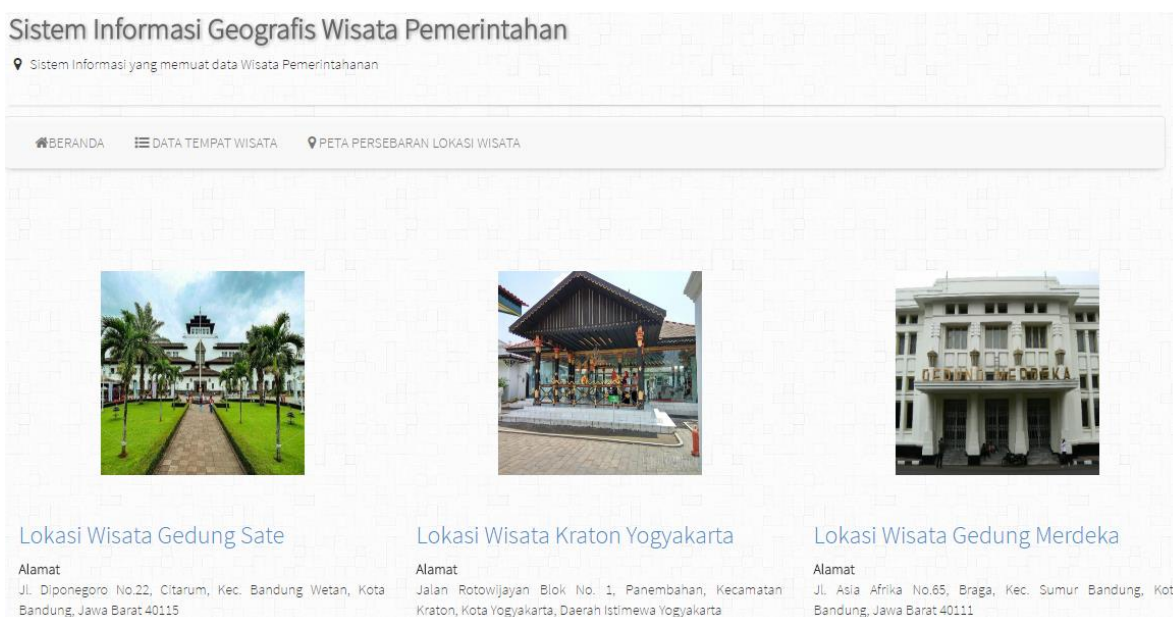 Sistem Informasi Geografis Wisata Pemerintahan
Sistem Informasi yang memuat data Wisata Pemerintahanan
BERANDA DATA TEMPAT WISATA PETA PERSEBARAN LOKASI WISATA
GEDUNG MERDEKA
Lokasi Wisata Gedung Sate
Alamat
Jl. Diponegoro No.22, Citarum, Kec. Bandung Wetan, Kota
Bandung, Jawa Barat 40115
Lokasi Wisata Kraton Yogyakarta
Alamat
Jalan Rotowijayan Blok No. 1, Panembahan, Kecamatan
Kraton, Kota Yogyakarta, Daerah Istimewa Yogyakarta
Lokasi Wisata Gedung Merdeka
Alamat
Jl. Asia Afrika No.65, Braga, Kec. Sumur Bandung, Kot
Bandung, Jawa Barat 40111